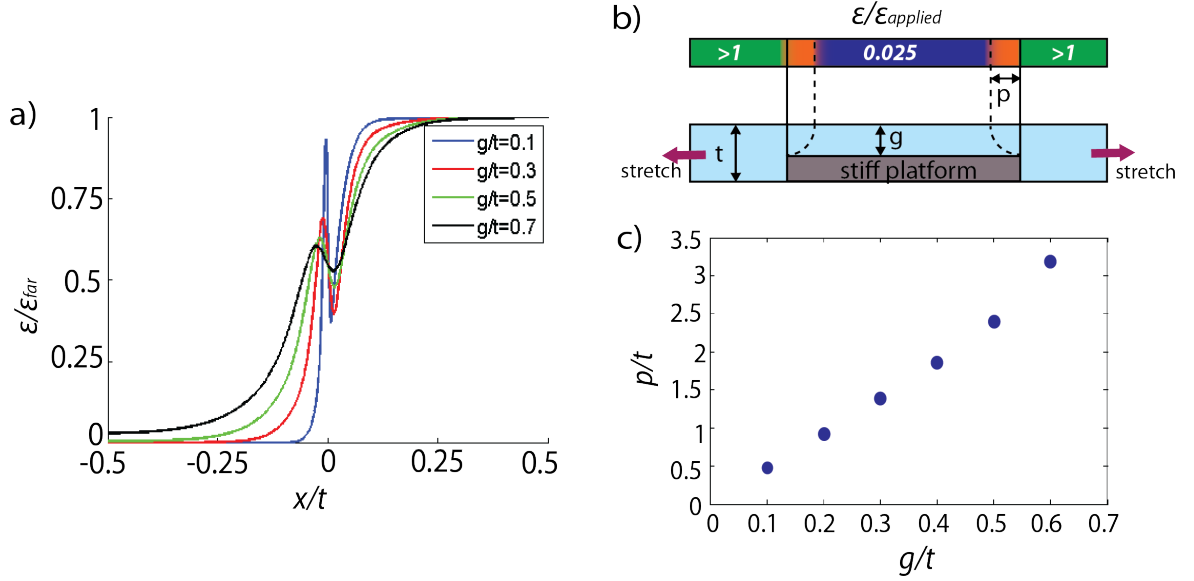 a)
1
0.75
0.5
0.25
0
ε/εfar
-0.5
-0.25
0
0.25
0.5
x/t
g/t=0.1
g/t=0.3
g/t=0.5
g/t=0.7
b)
ε/εapplied
>1
0.025
>1
p
t
g
stiff platform
stretch
stretch
c)
3.5
3
2.5
2
1.5
1
0.5
0
p/t
0
0.1
0.2
0.3
0.4
0.5
0.6
0.7
g/t